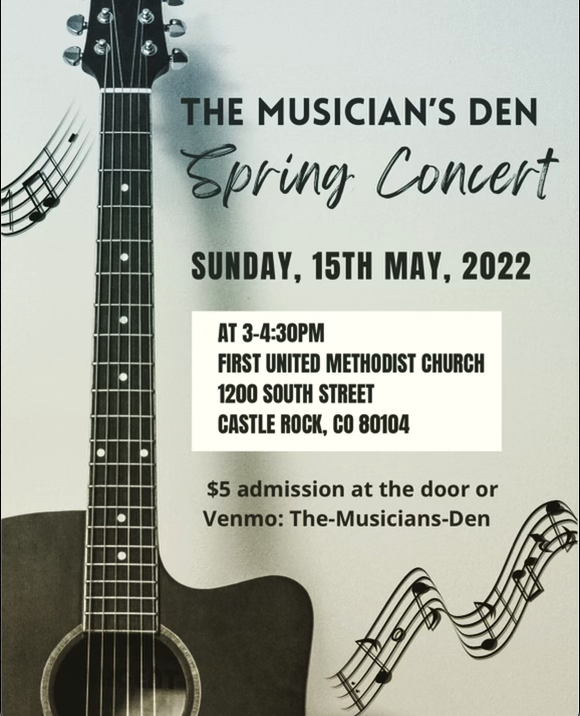 THE MUSICIAN'S DEN
Spring Concert
SUNDAY, 15TH MAY, 2022
AT 3-4:30PM
FIRST UNITED METHODIST CHURCH
1200 SOUTH STREET
CASTLE ROCK, CO 80104
$5 admission at the door or
Venmo: The-Musicians-Den